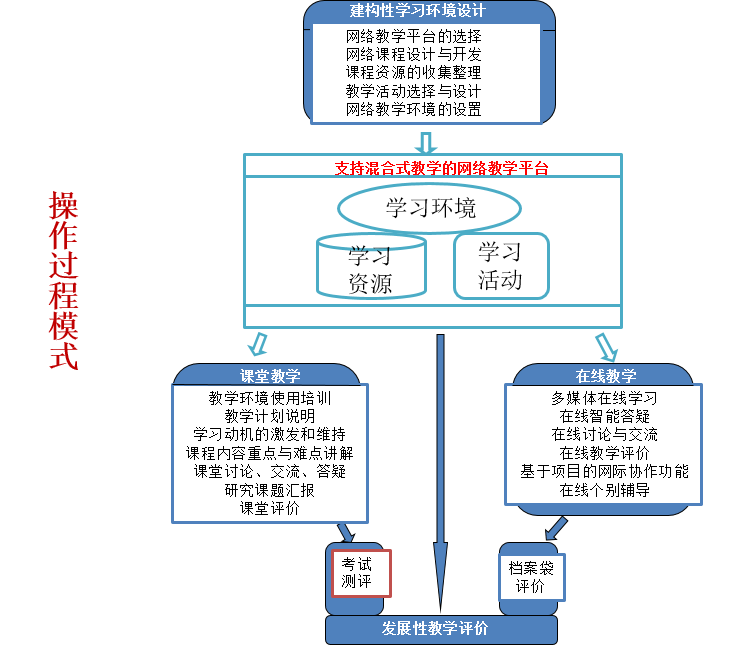 建构性学习环境设计
网络教学平台的选择
网络课程设计与开发
课程资源的收集整理
教学活动选择与设计
网络教学环境的设置
支持混合式教学的网络教学平台
学习环境
学习
资源
学习
活动
操作过程模式
课堂教学
教学环境使用培训
教学计划说明
学习动机的激发和维持
课程内容重点与难点讲解
课堂讨论、交流、答疑
研究课题汇报
课堂评价
在线教学
多媒体在线学习
在线智能答疑
在线讨论与交流
在线教学评价
基于项目的网际协作功能
在线个别辅导
考试
测评
档案袋
评价
发展性教学评价